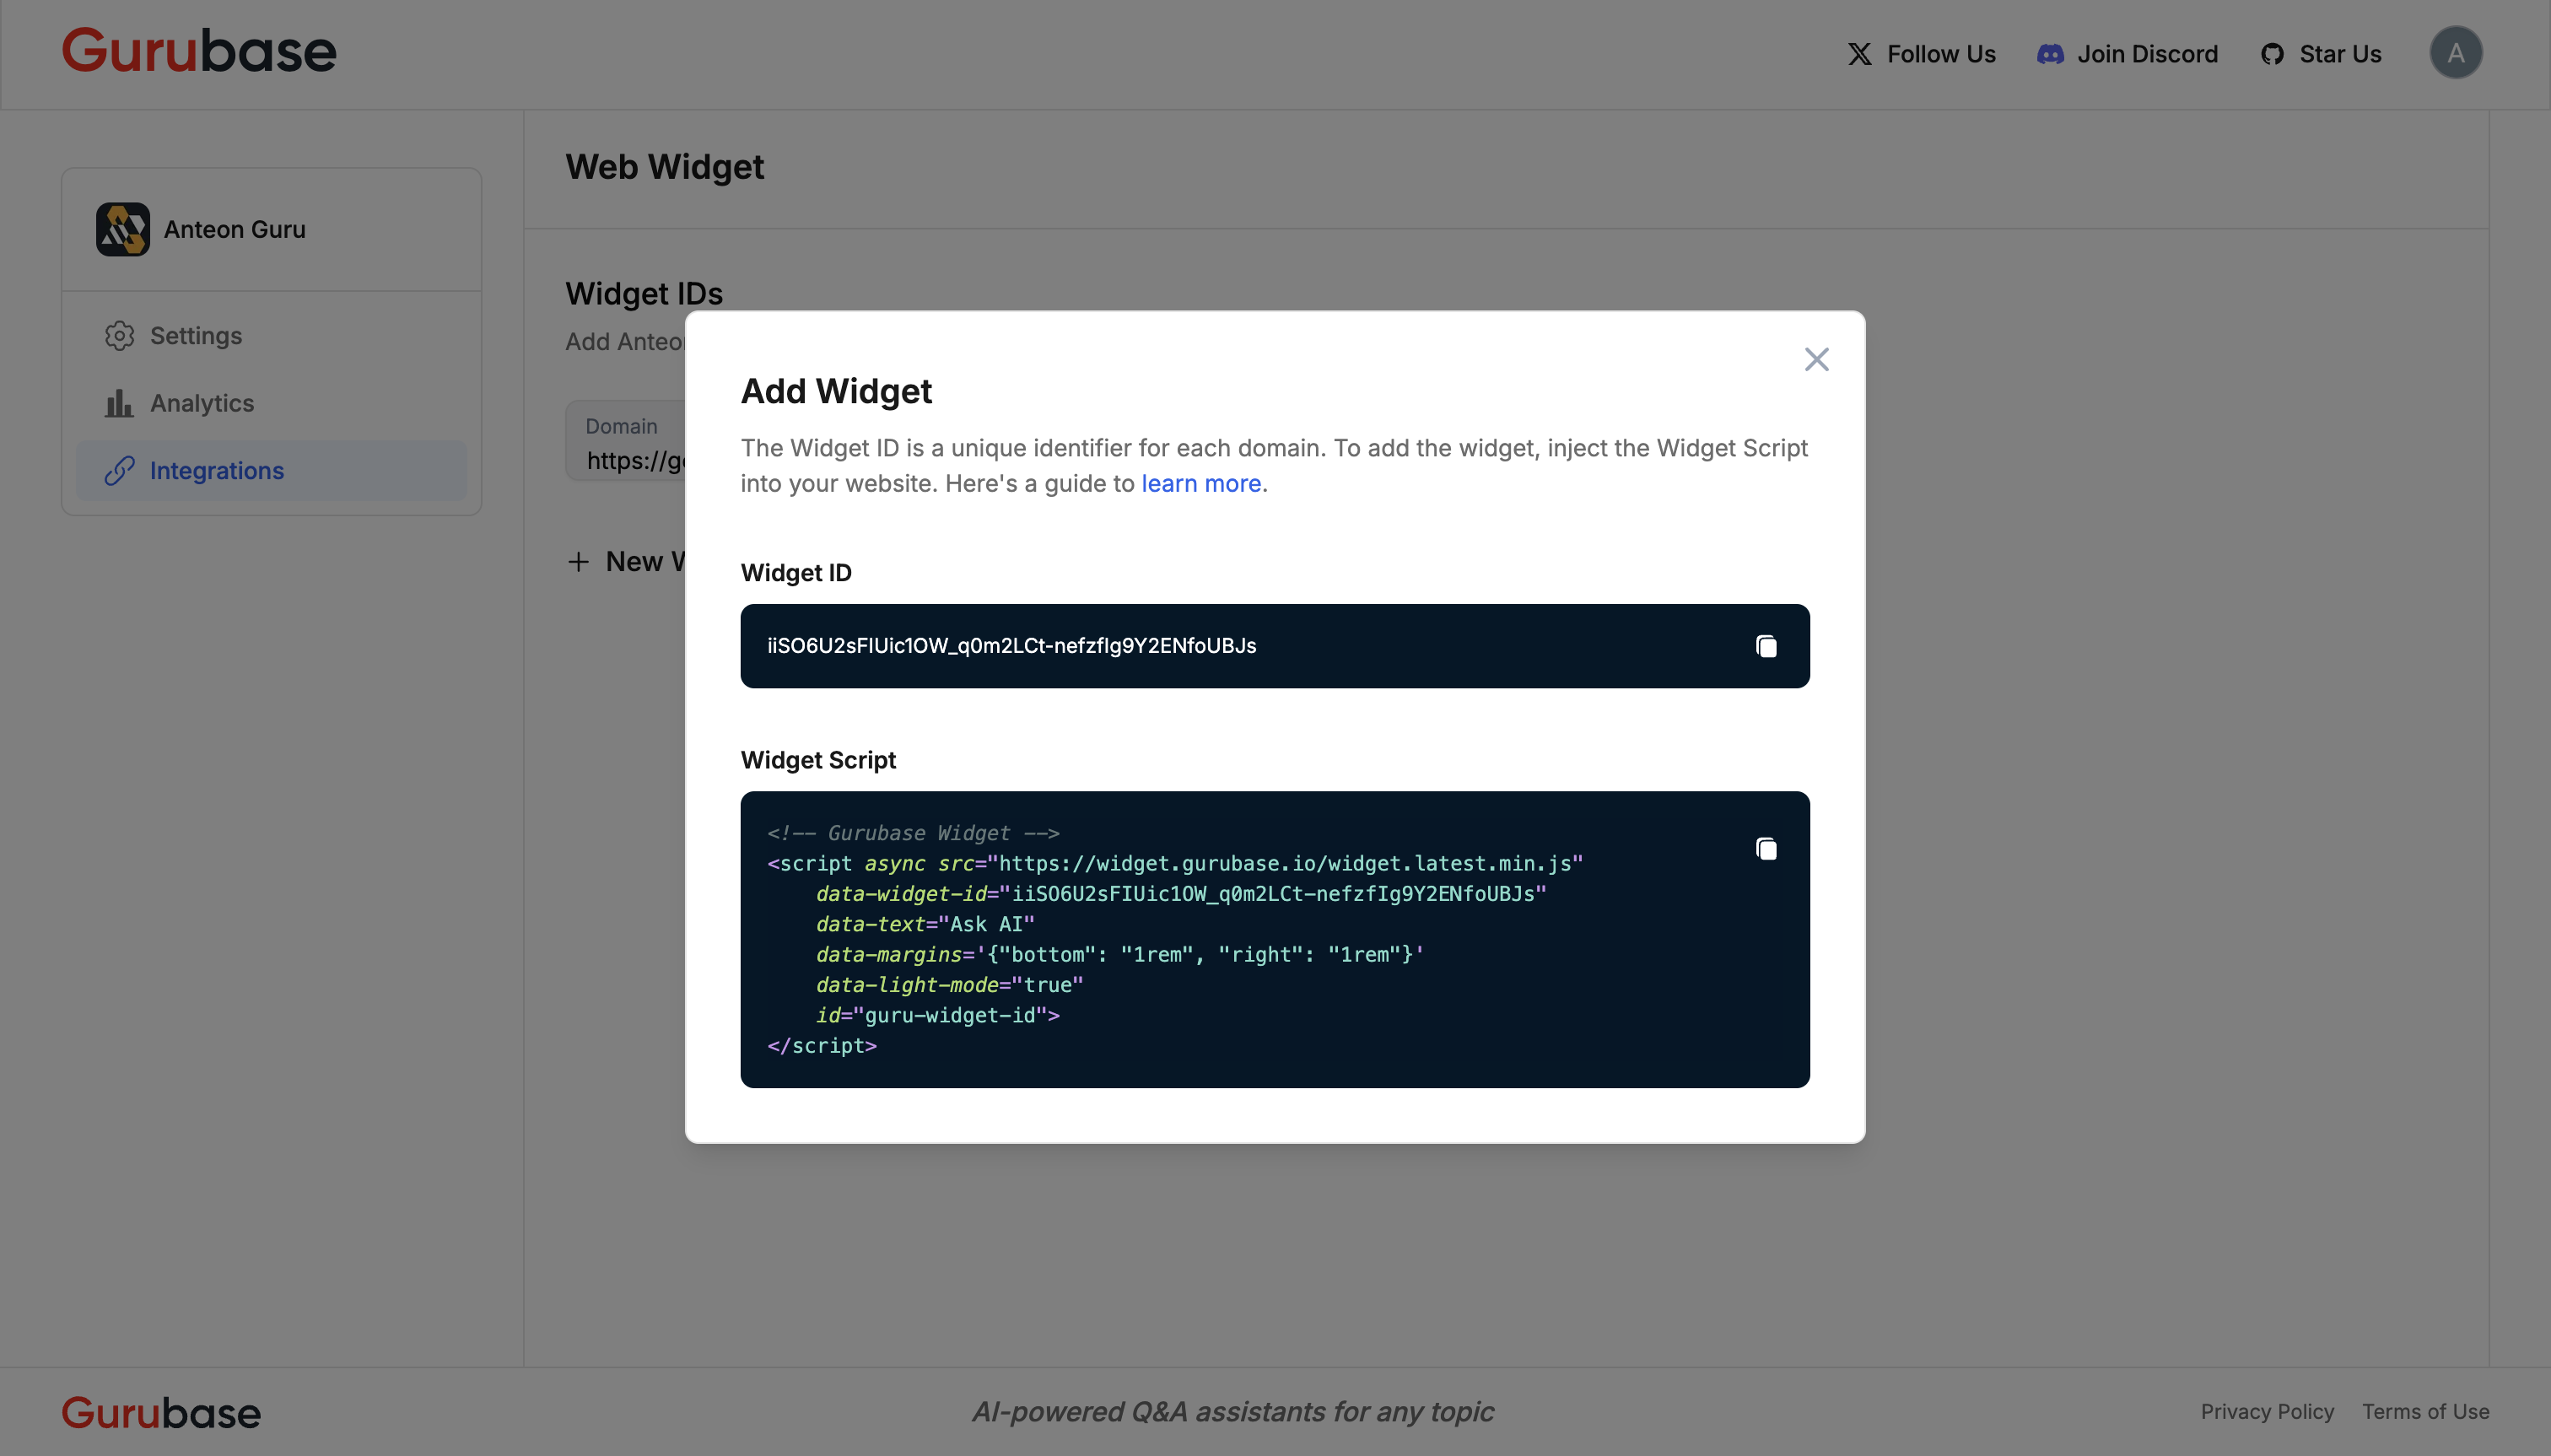 Gurubase
Follow Us
Join Discord
Star Us
A
Anteon Guru
Settings
Analytics
Integrations
Web Widget
Widget IDs
Add Anteo
Domain
https://g
New
Add Widget
The Widget ID is a unique identifier for each domain. To add the widget, inject the Widget Script
into your website. Here's a guide to learn more.
Widget ID
iiSO6U2sFIUic1OW_q0m2LCt-nefzfIg9Y2ENfoUBJs
Widget Script
<!-- Gurubase Widget -->
<script async src="https://widget.gurubase.io/widget.latest.min.js"
    data-widget-id="iiSO6U2sFIUic1OW_q0m2LCt-nefzfIg9Y2ENfoUBJs"
    data-text="Ask AI"
    data-margins='{"bottom": "1rem", "right": "1rem"}'
    data-light-mode="true"
    id="guru-widget-id">
</script>
Gurubase
AI-powered Q&A assistants for any topic
Privacy Policy
Terms of Use